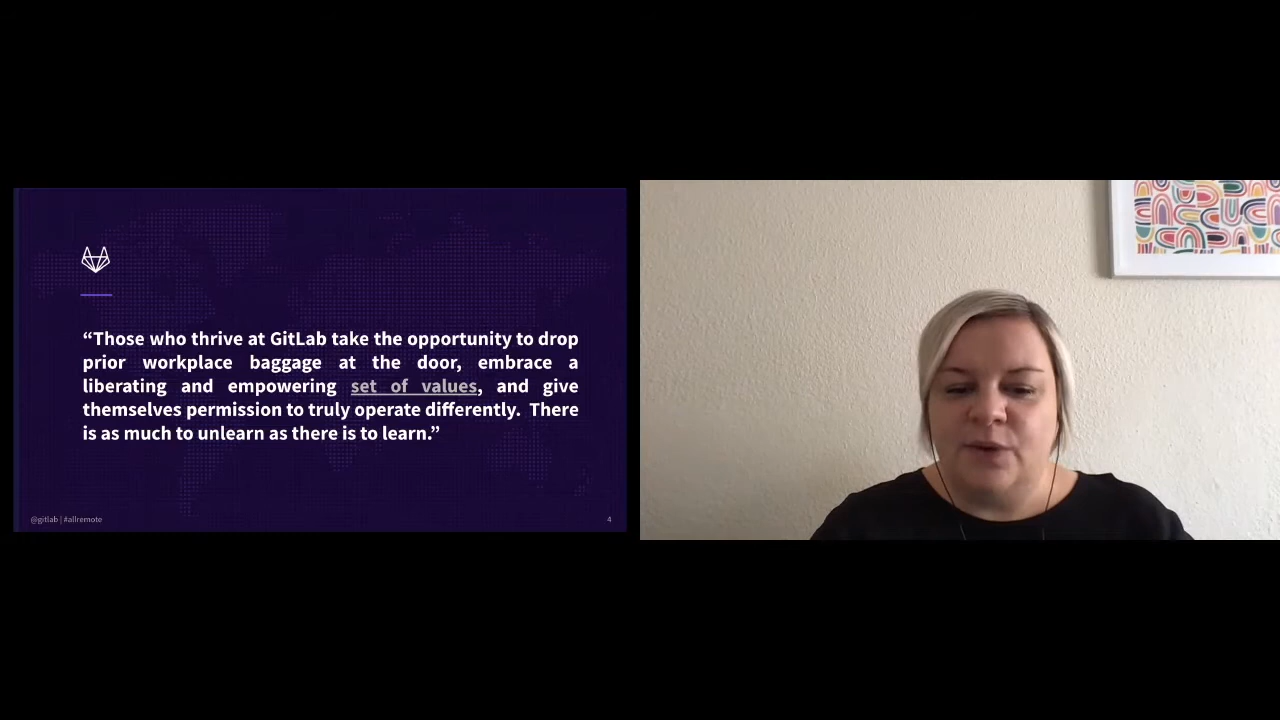 “Those who thrive at GitLab take the opportunity to drop
prior workplace baggage at the door, embrace a
liberating and empowering set of values, and give
themselves permission to truly operate differently. There
is as much to unlearn as there is to learn.”
@gitlab | #allremote
4